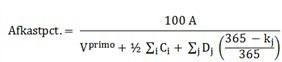 Afkastpct. = 100 A / (V^primo + ½ ∑_i C_i + ∑_j D_j ((365 − k_j)/365))